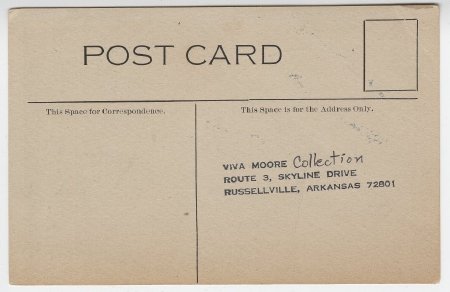 POST CARD
This Space for Correspondence.
This Space is for the Address Only.
VIVA MOORE Collection
ROUTE 3, SKYLINE DRIVE
RUSSELLVILLE, ARKANSAS 72801